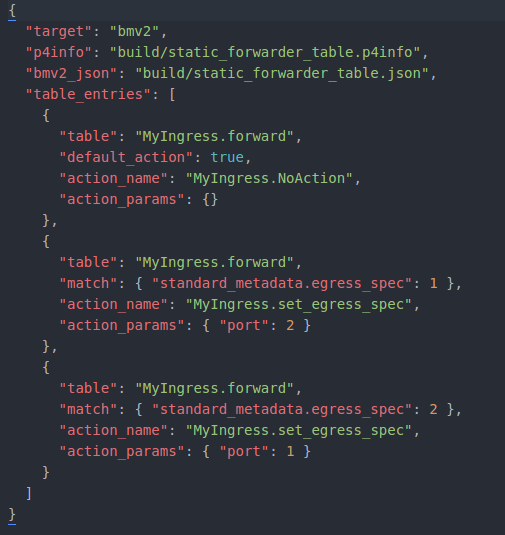 {
  "target": "bmv2",
  "p4info": "build/static_forwarder_table.p4info",
  "bmv2_json": "build/static_forwarder_table.json",
  "table_entries": [
    {
      "table": "MyIngress.forward",
      "default_action": true,
      "action_name": "MyIngress.NoAction",
      "action_params": {}
    },
    {
      "table": "MyIngress.forward",
      "match": { "standard_metadata.egress_spec": 1 },
      "action_name": "MyIngress.set_egress_spec",
      "action_params": { "port": 2 }
    },
    {
      "table": "MyIngress.forward",
      "match": { "standard_metadata.egress_spec": 2 },
      "action_name": "MyIngress.set_egress_spec",
      "action_params": { "port": 1 }
    }
  ]
}